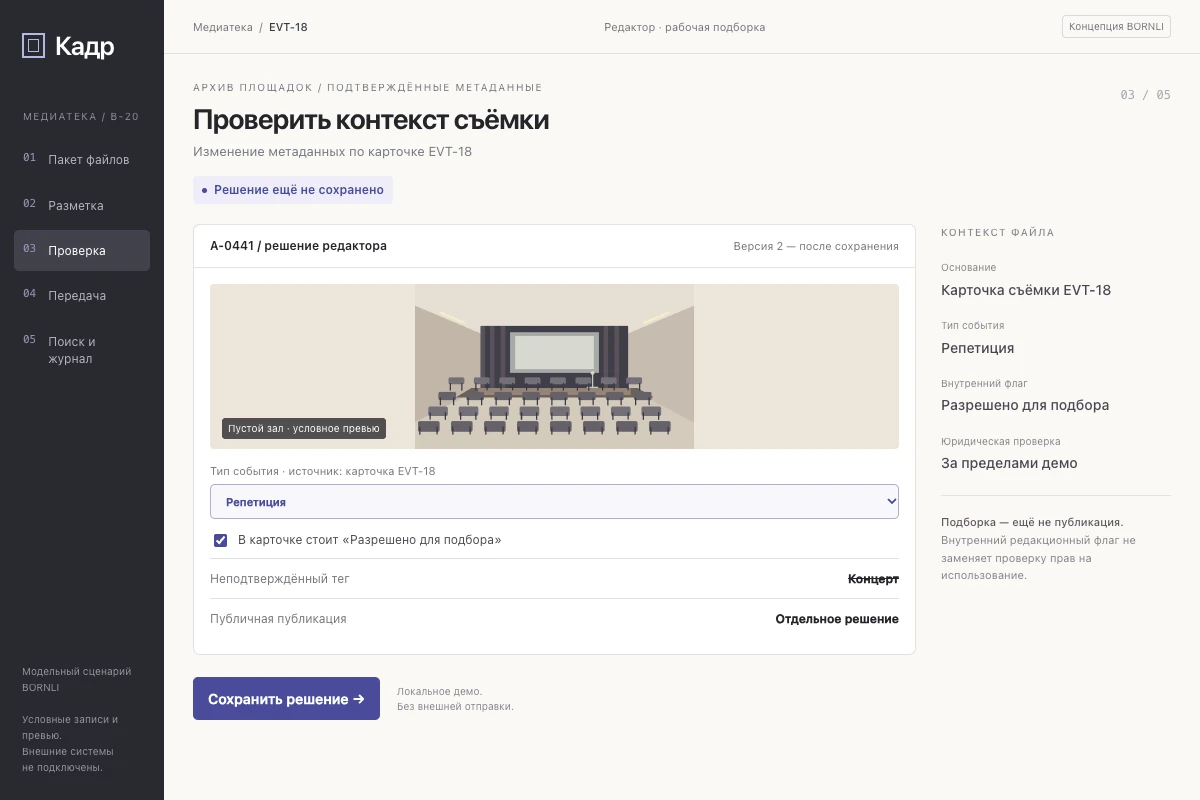 Кадр
МЕДИАТЕКА / B-20
01 Пакет файлов
02 Разметка
03 Проверка
04 Передача
05 Поиск и
журнал
Модельный сценарий
BORNLI
Условные записи и
превью.
Внешние системы
не подключены.
Медиатека / EVT-18
Редактор · рабочая подборка
Концепция BORNLI
АРХИВ ПЛОЩАДОК / ПОДТВЕРЖДЁННЫЕ МЕТАДАННЫЕ
03 / 05
Проверить контекст съёмки
Изменение метаданных по карточке EVT-18
Решение ещё не сохранено
A-0441 / решение редактора
Версия 2 — после сохранения
Пустой зал · условное превью
Тип события · источник: карточка EVT-18
Репетиция
В карточке стоит «Разрешено для подбора»
Неподтверждённый тег
Концерт
Публичная публикация
Отдельное решение
Сохранить решение →
Локальное демо.
Без внешней отправки.
КОНТЕКСТ ФАЙЛА
Основание
Карточка съёмки EVT-18
Тип события
Репетиция
Внутренний флаг
Разрешено для подбора
Юридическая проверка
За пределами демо
Подборка — ещё не публикация.
Внутренний редакционный флаг не
заменяет проверку прав на
использование.